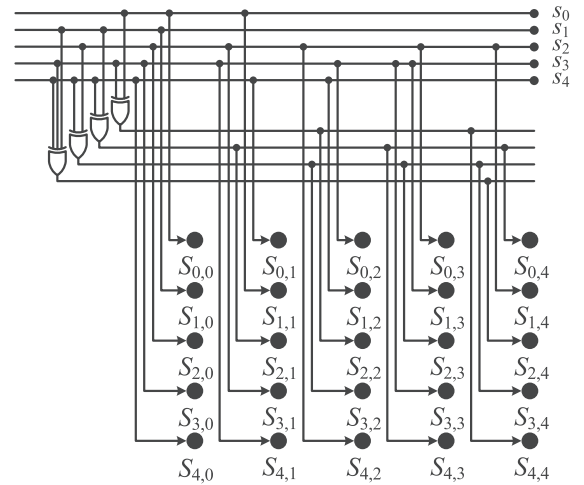 s0
s1
s2
s3
s4
S0,0 S0,1 S0,2 S0,3 S0,4
S1,0 S1,1 S1,2 S1,3 S1,4
S2,0 S2,1 S2,2 S2,3 S2,4
S3,0 S3,1 S3,2 S3,3 S3,4
S4,0 S4,1 S4,2 S4,3 S4,4